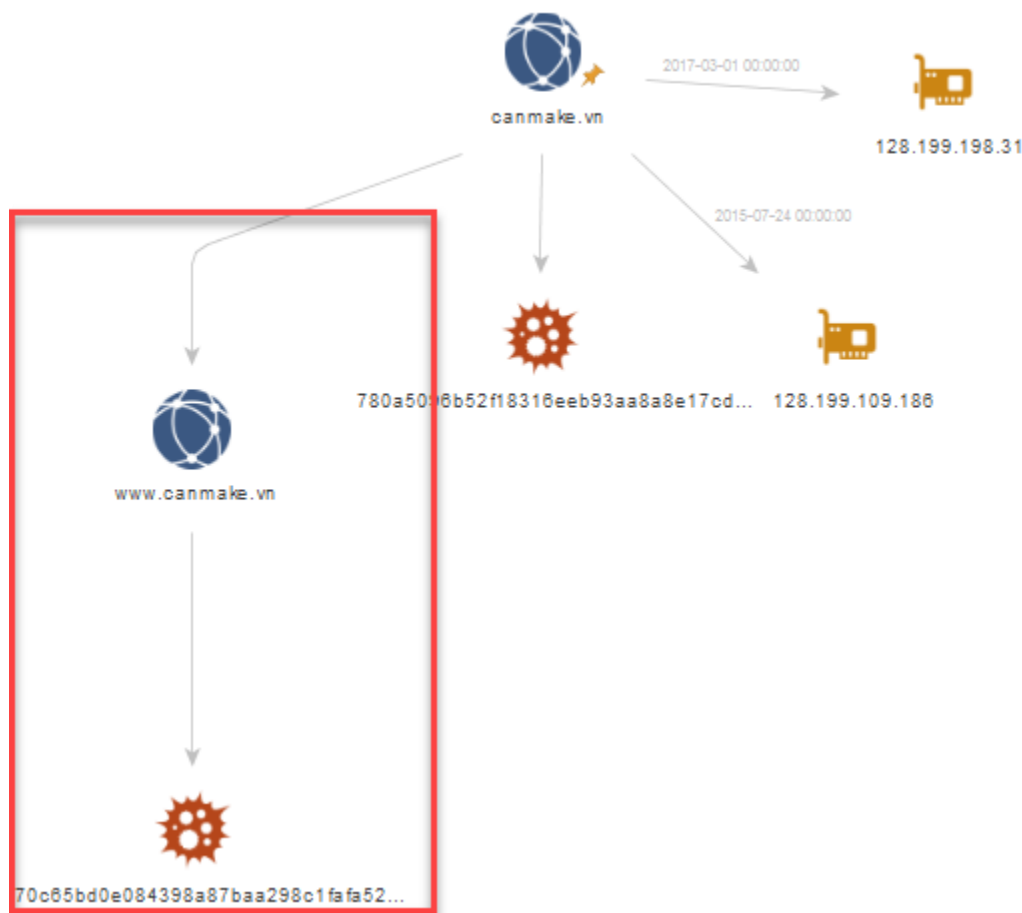 2017-03-01 00:00:00
canmake.vn
128.199.198.31
2015-07-24 00:00:00
780a5096b52f18316eeb93aa8a8e17cd...
128.199.109.186
www.canmake.vn
70c65bd0e084398a87baa298c1fafa52...